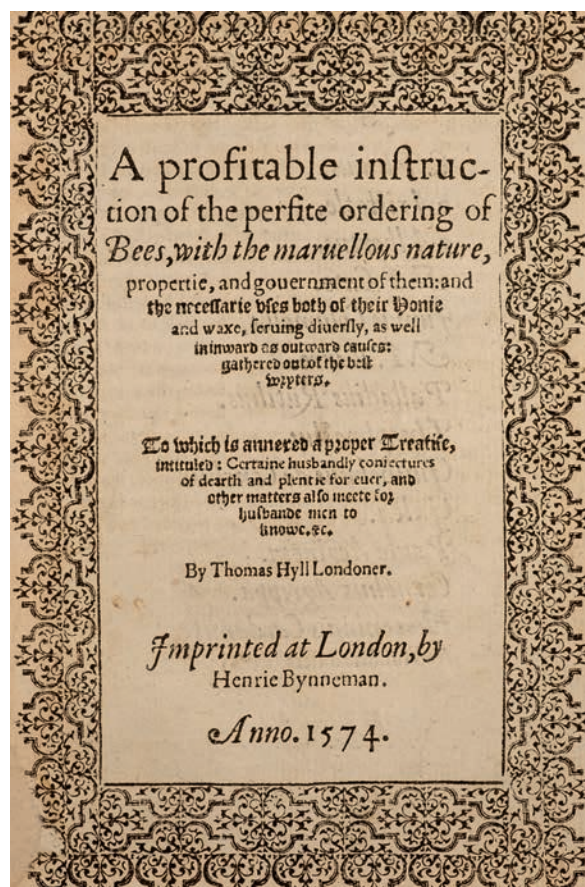 A profitable inſtruc-
tion of the perfite ordering of
Bees, with the maruellous nature,
propertie, and gouernment of them: and
the neceſſarie vſes both of their Honie
and waxe, ſeruing diuerſly, as well
in inward as outward cauſes:
gathered out of the beſt
wryters.
To which is annexed a proper Treatiſe,
intituled: Certaine husbandly coniectures
of dearth and plentie for euer, and
other matters alſo meete for
huſbande men to
knowe. &c.
By Thomas Hyll Londoner.
Imprinted at London, by
Henrie Bynneman.
Anno. 1574.